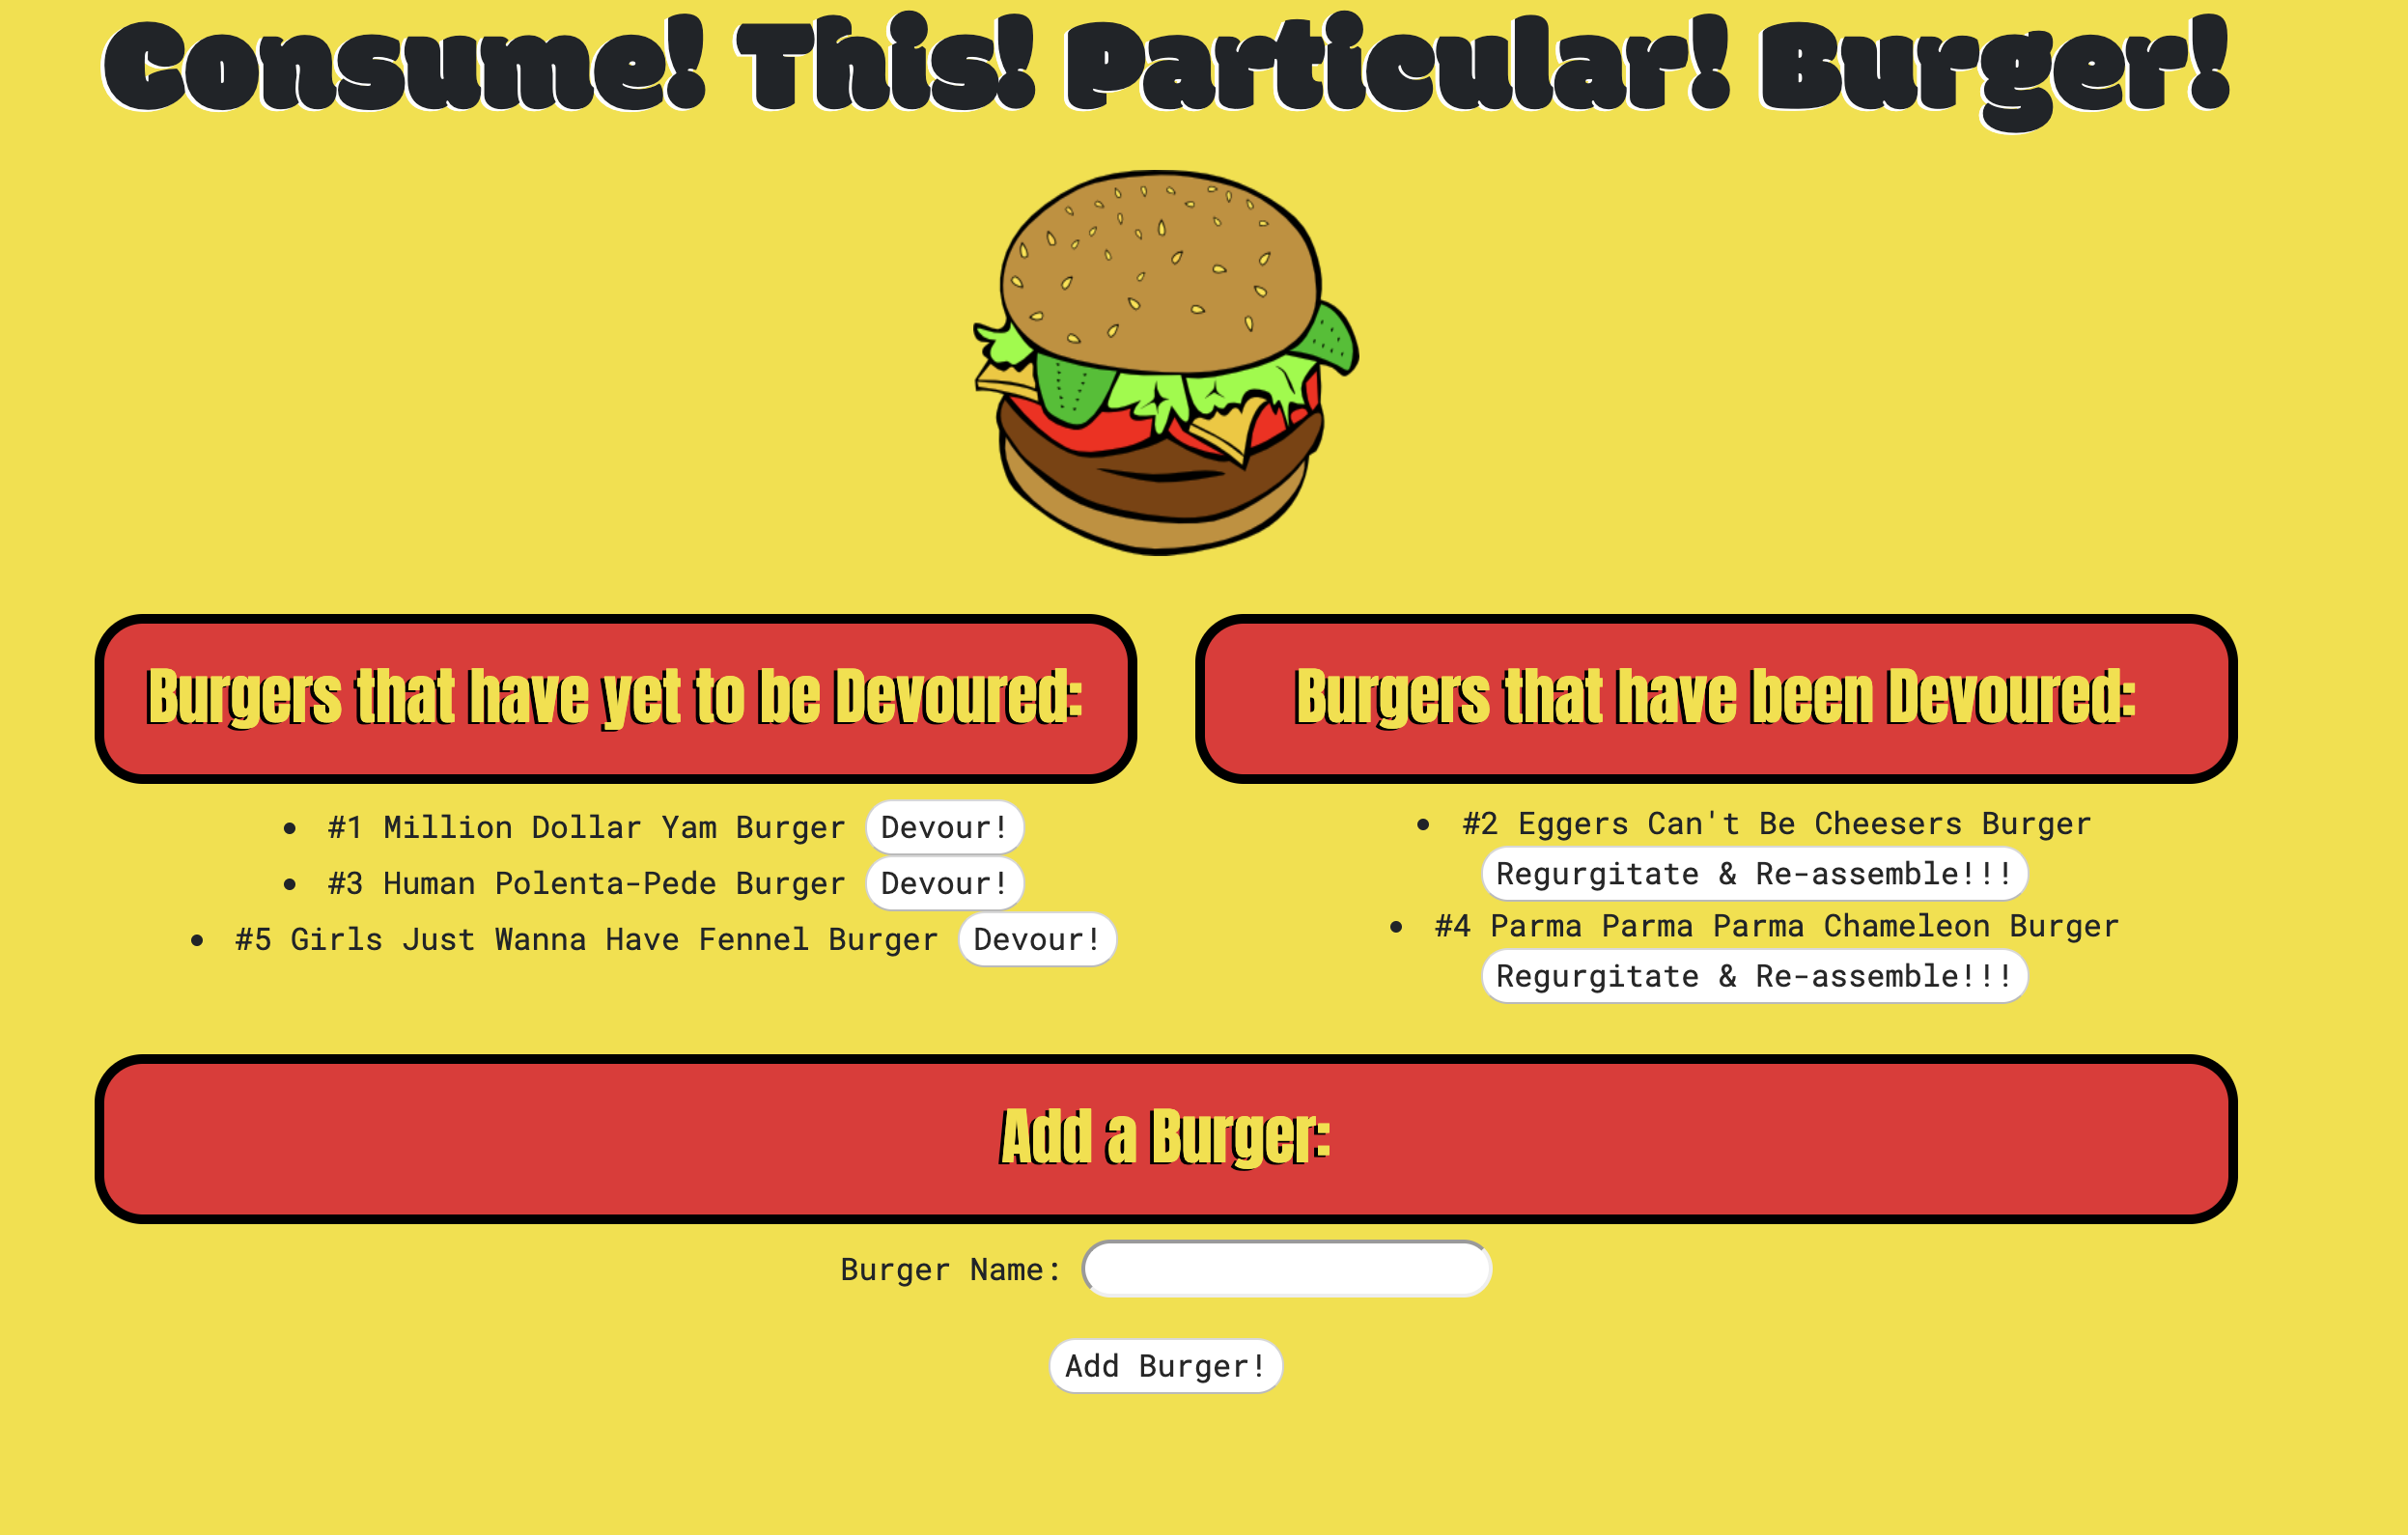 Consume! This! Particular! Burger!
Burgers that have yet to be Devoured:
#1 Million Dollar Yam Burger Devour!
#3 Human Polenta-Pede Burger Devour!
#5 Girls Just Wanna Have Fennel Burger Devour!
Burgers that have been Devoured:
#2 Eggers Can't Be Cheesers Burger
Regurgitate & Re-assemble!!!
#4 Parma Parma Parma Chameleon Burger
Regurgitate & Re-assemble!!!
Add a Burger:
Burger Name:
Add Burger!